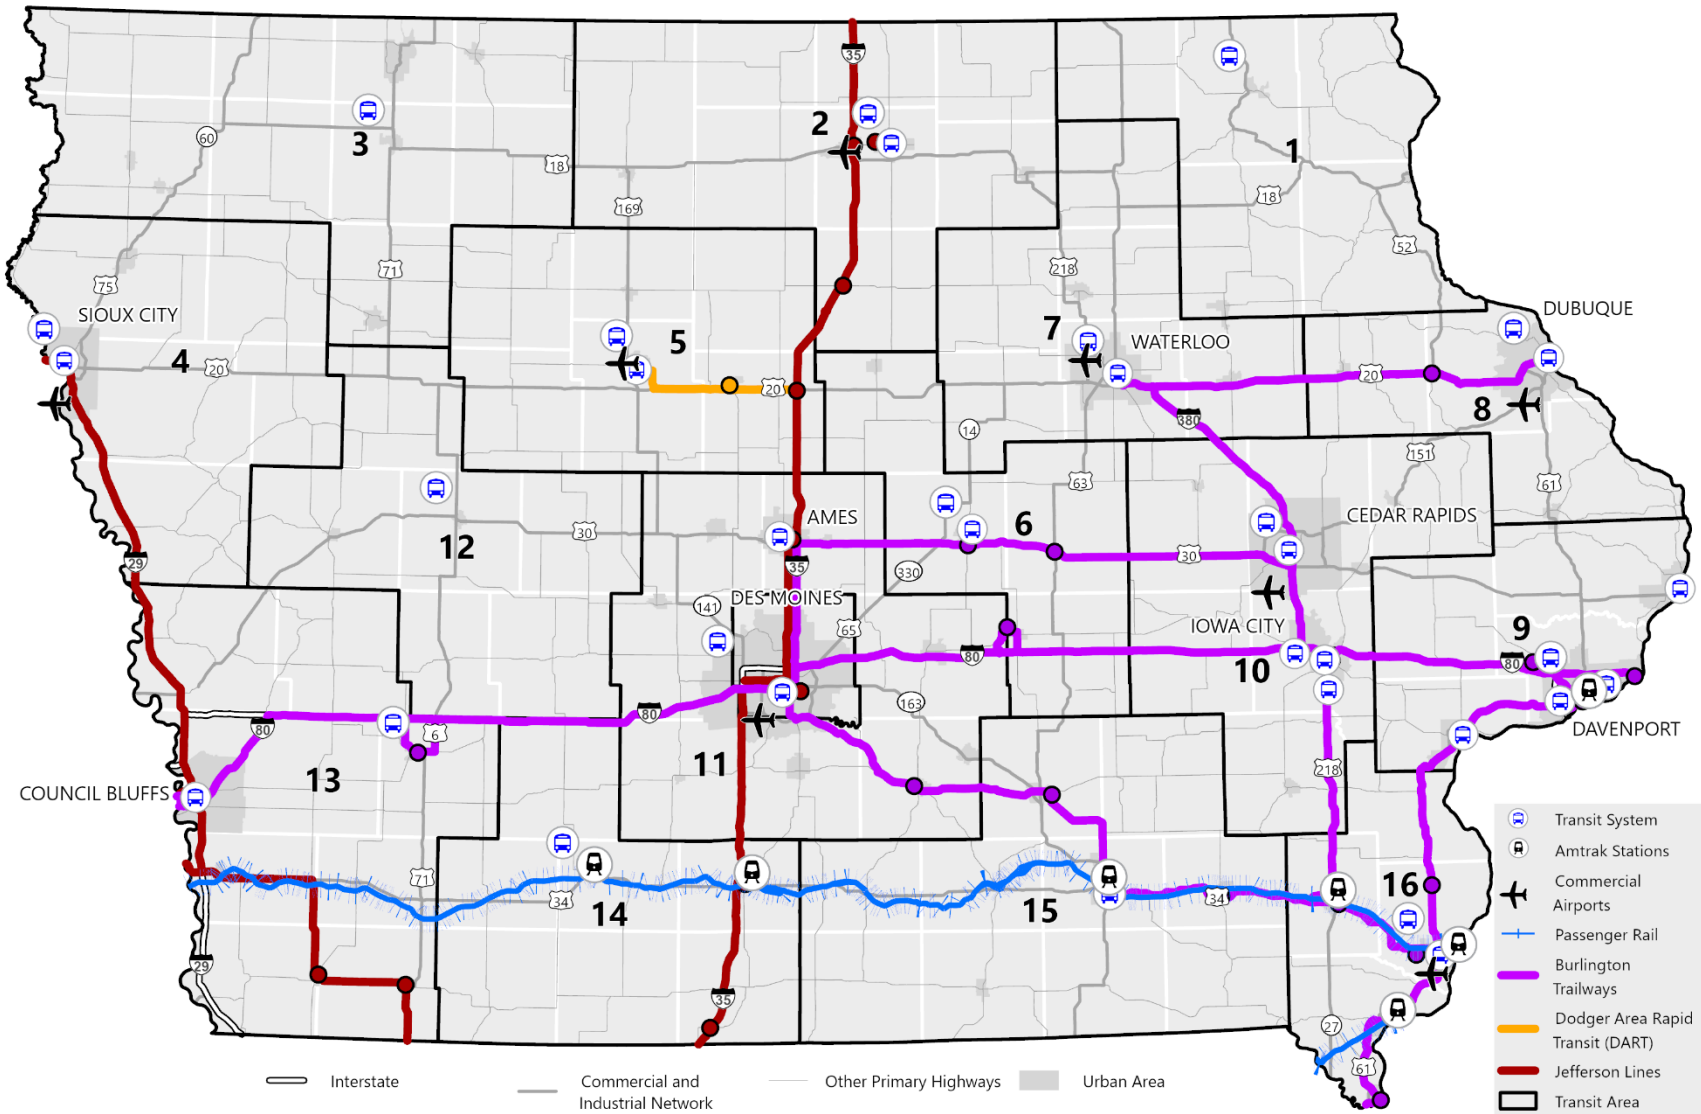 35
2
3
1
60
18
18
169
52
218
71
75
SIOUX CITY
DUBUQUE
7
5
WATERLOO
4
20
20
20
8
380
14
151
63
61
AMES
6
CEDAR RAPIDS
12
30
30
29
35
330
DES MOINES
141
65
IOWA CITY
9
80
80
10
163
80
80
6
DAVENPORT
11
13
218
COUNCIL BLUFFS
71
34
14
15
34
16
29
35
27
61
Transit System
Amtrak Stations
Commercial
Airports
Passenger Rail
Burlington
Trailways
Dodger Area Rapid
Transit (DART)
Jefferson Lines
Transit Area
Interstate
Commercial and
Industrial Network
Other Primary Highways
Urban Area